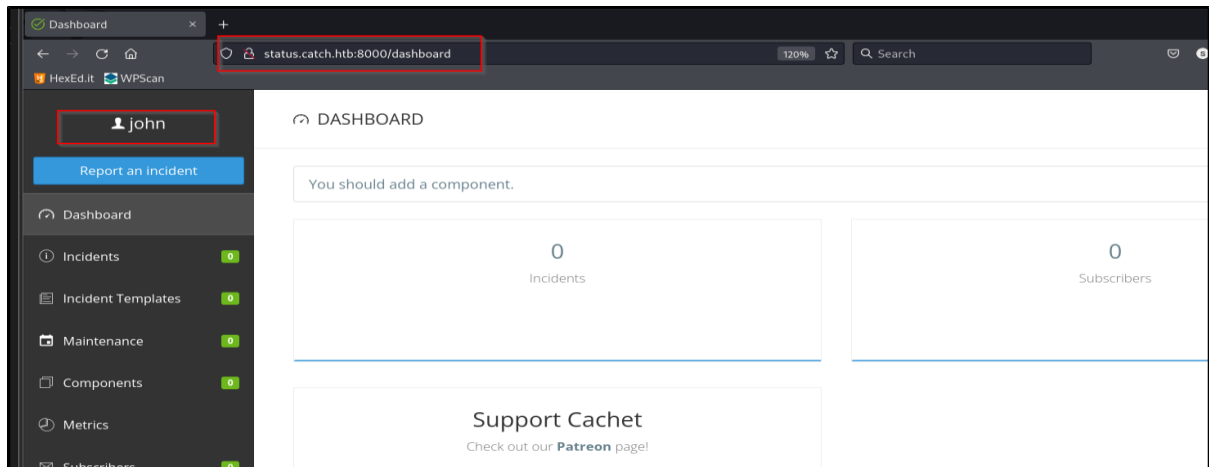 Dashboard
status.catch.htb:8000/dashboard
120%
Search
HexEd.it
WPScan
john
DASHBOARD
Report an incident
You should add a component.
Dashboard
0
Incidents
0
Subscribers
Incidents
0
Incident Templates
0
Maintenance
0
Components
0
Metrics
Support Cachet
Check out our Patreon page!
Subscribers
0